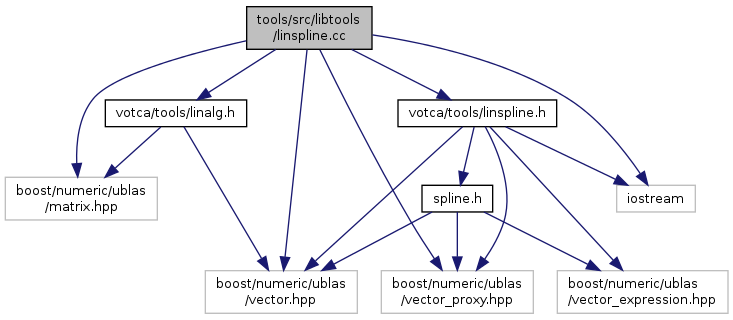 tools/src/libtools
/linspline.cc
votca/tools/linalg.h
votca/tools/linspline.h
boost/numeric/ublas
/matrix.hpp
spline.h
iostream
boost/numeric/ublas
/vector.hpp
boost/numeric/ublas
/vector_proxy.hpp
boost/numeric/ublas
/vector_expression.hpp